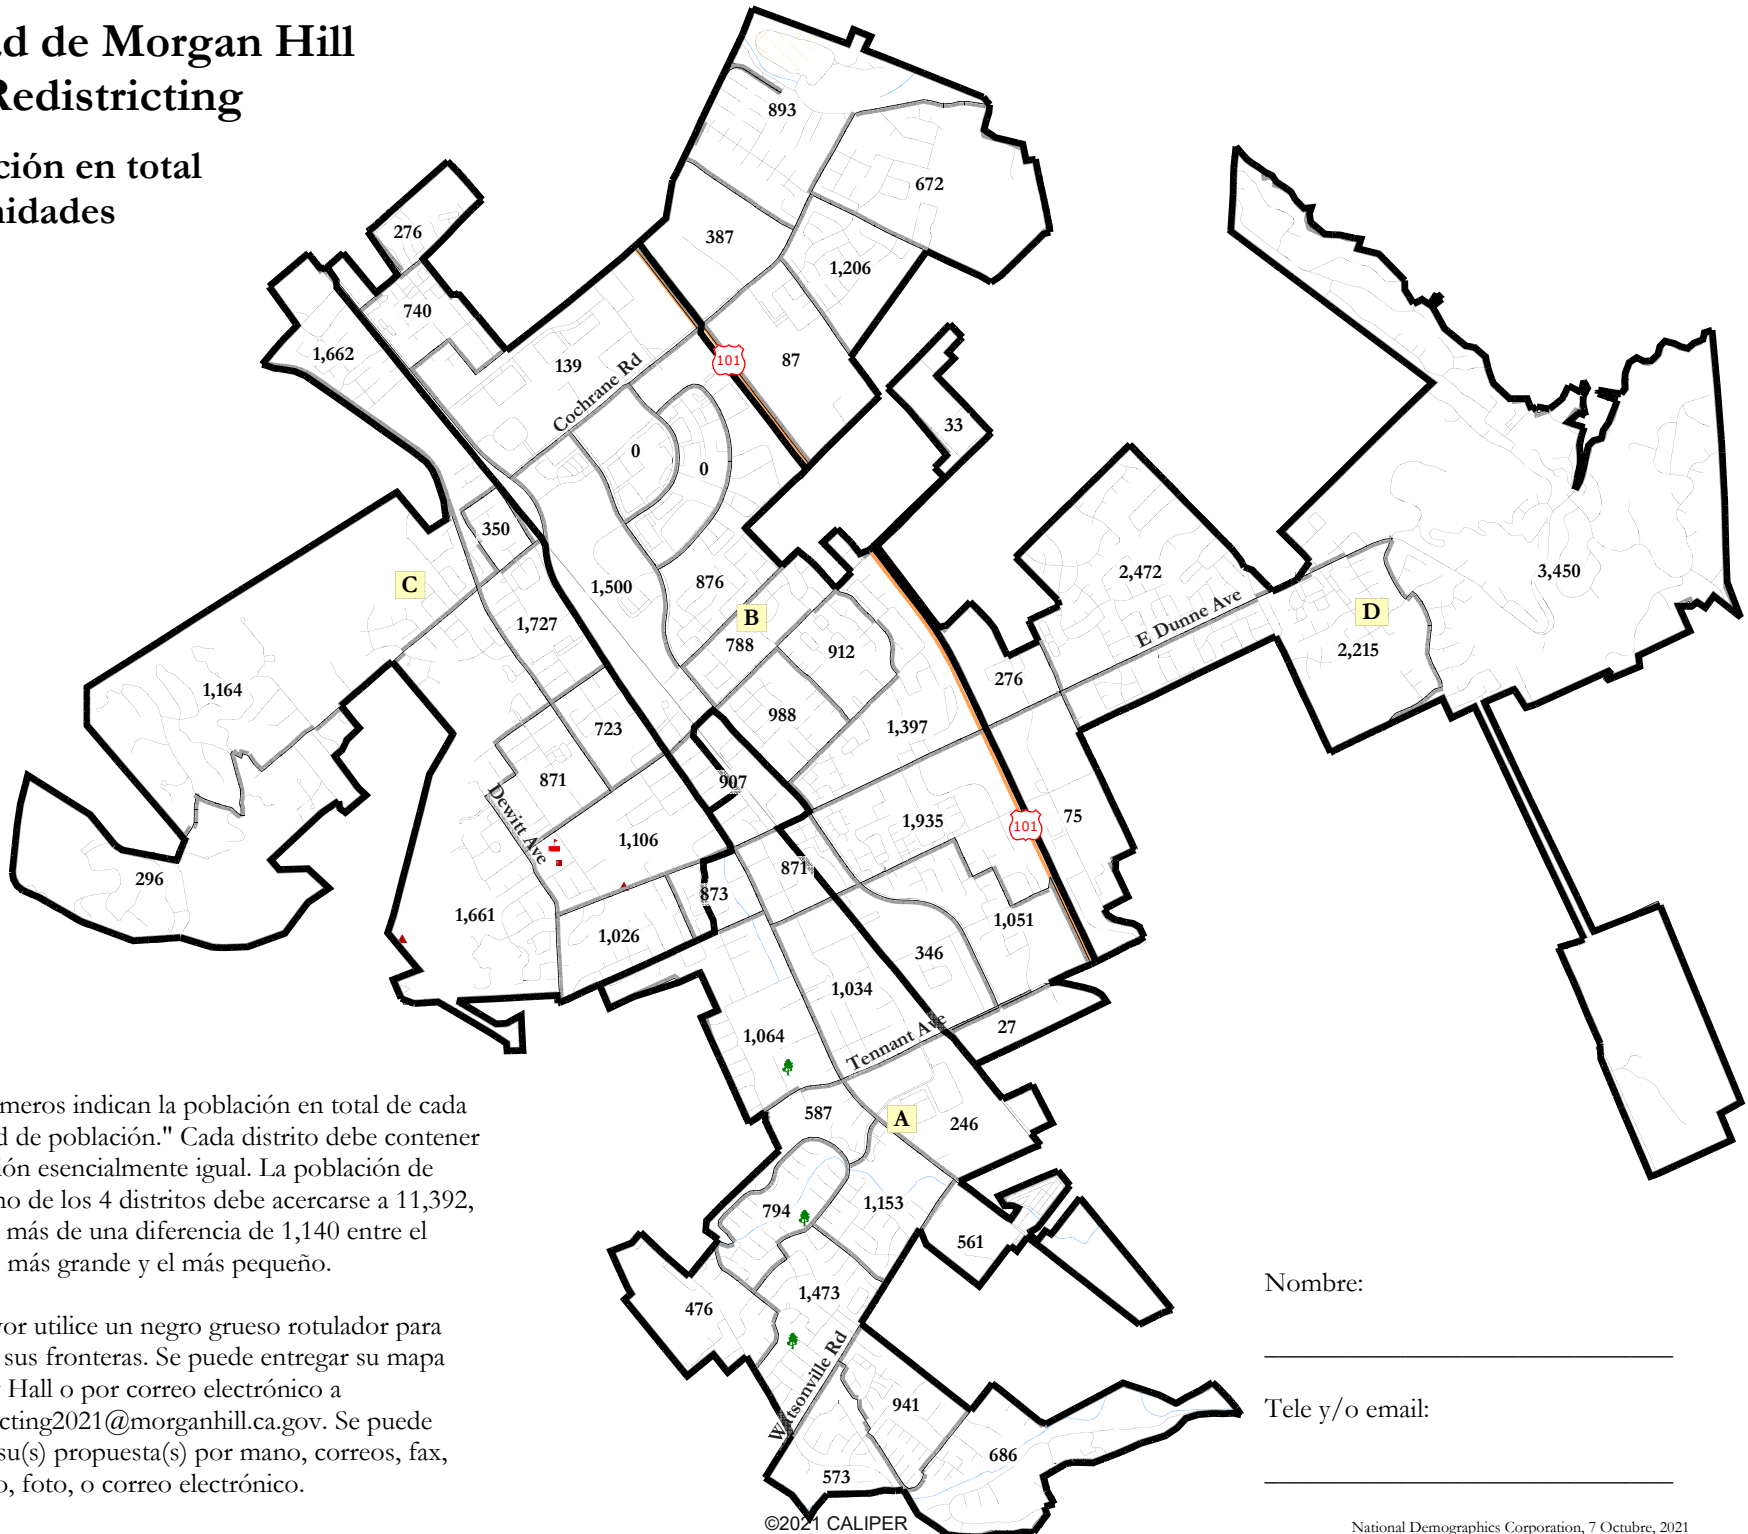 de Morgan Hill
Redistricting
en total
893
672
276
387
1,206
740
1,662
139
Cochrane Rd
101
87
33
0
0
350
1,500
876
C
B
2,472
3,450
1,727
788
912
E Dunne Ave
D
2,215
1,164
276
723
988
1,397
871
907
Dewitt Ave
1,106
1,935
101
75
296
871
873
1,661
1,026
1,051
346
1,034
1,064
Tennant Ave
27
587
A
246
794
1,153
561
476
1,473
Watsonville Rd
941
686
573
indican la población en total de cada
de población." Cada distrito debe contener
esencialmente igual. La población de
de los 4 distritos debe acercarse a 11,392,
más de una diferencia de 1,140 entre el
más grande y el más pequeño.
utilice un negro grueso rotulador para
sus fronteras. Se puede entregar su mapa
Hall o por correo electrónico a
cting2021@morganhill.ca.gov. Se puede
su(s) propuesta(s) por mano, correos, fax,
foto, o correo electrónico.
Nombre:
Tele y/o email:
©2021 CALIPER
National Demographics Corporation, 7 Octubre, 2021